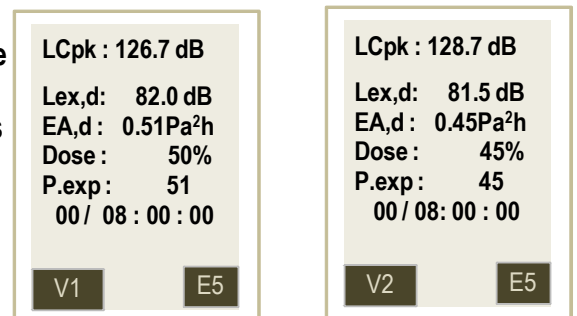 e
s
LCpk : 126.7 dB
Lex,d: 82.0 dB
EA,d : 0.51Pa²h
Dose : 50%
P.exp : 51
00 / 08 : 00 : 00
V1 E5
LCpk : 128.7 dB
Lex,d: 81.5 dB
EA,d : 0.45Pa²h
Dose : 45%
P.exp : 45
00 / 08: 00 : 00
V2 E5